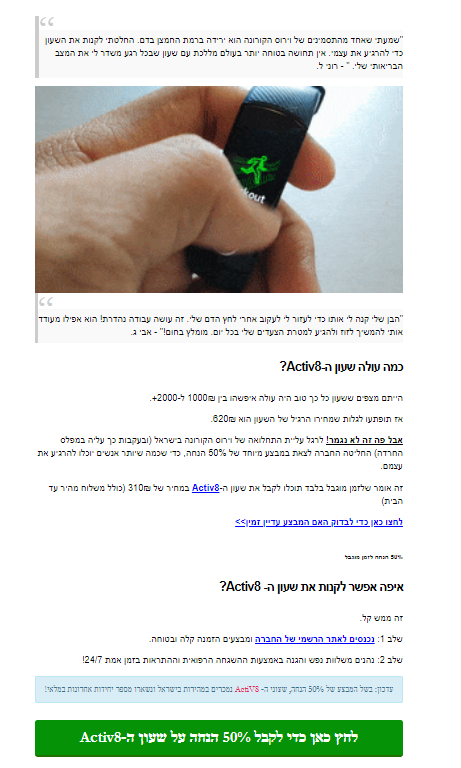 "שמעתי שאחד מהתסמינים של וירוס הקורונה הוא ירידה ברמת החמצן בדם. החלטתי לקנות את השעון
כדי להרגיע את עצמי. אין תחושה בטוחה יותר בעולם מללכת עם שעון שבכל רגע משדר לי את המצב
הבריאותי שלי. " - רוני ל.
"הבן שלי קנה לי אותו כדי לעזור לי לעקוב אחרי לחץ הדם שלי. זה עושה עבודה נהדרת! הוא אפילו מעודד
אותי להמשיך לזוז ולהגיע למטרת הצעדים שלי בכל יום. מומלץ בחום!" - אבי ג.
כמה עולה שעון ה-Activ8?
הייתם מצפים ששעון כל כך טוב היה עולה איפשהו בין 1000₪ ל-2000+.
אז תופתעו לגלות שמחירו הרגיל של השעון הוא 620₪.
אבל פה זה לא נגמר! לרגל עליית התחלואה של וירוס הקורונה בישראל (ובעקבות כך עליה במפלס
החרדה) החליטה החברה לצאת במבצע מיוחד של 50% הנחה, כדי שכמה שיותר אנשים יוכלו להרגיע את
עצמם.
זה אומר שלזמן מוגבל בלבד תוכלו לקבל את שעון ה-Activ8 במחיר של 310₪ (כולל משלוח מהיר עד
הבית)
לחצו כאן כדי לבדוק האם המבצע עדיין זמין>>
50% הנחה לזמן מוגבל
איפה אפשר לקנות את שעון ה- Activ8?
זה ממש קל.
שלב 1: נכנסים לאתר הרשמי של החברה ומבצעים הזמנה קלה ובטוחה.
שלב 2: נהנים משלוות נפש והגנה באמצעות ההשגחה הרפואית וההתראות בזמן אמת 24/7!
עדכון: בשל המבצע של 50% הנחה, שעוני ה- ActiV8 נמכרים במהירות בישראל ונשארו מספר יחידות אחרונות במלאי!
לחץ כאן כדי לקבל 50% הנחה על שעון ה-Activ8